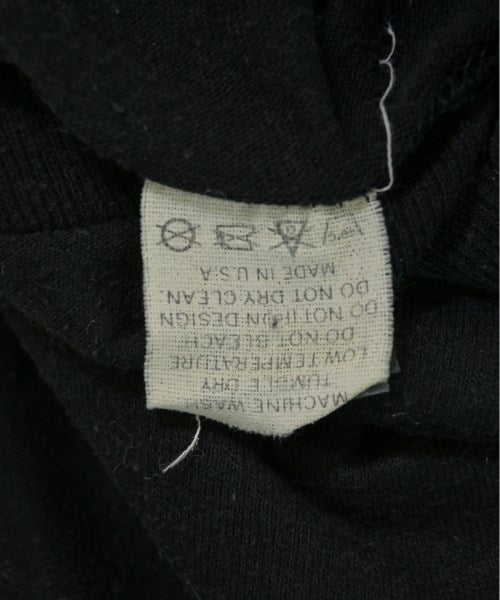 MACHINE WASH
TUMBLE DRY
LOW TEMPERATURE
DO NOT BLEACH
DO NOT IRON DESIGN
DO NOT DRY CLEAN.
MADE IN U.S.A